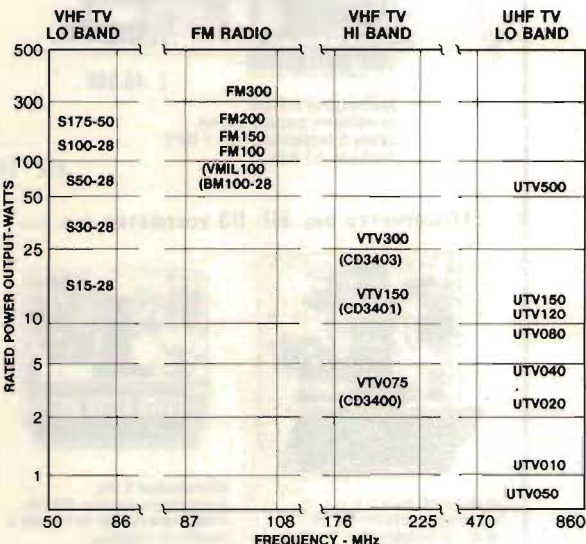 VHF TV LO BAND
FM RADIO
VHF TV HI BAND
UHF TV LO BAND
RATED POWER OUTPUT-WATTS
500
300
100
50
25
10
5
2
1
S175-50
S100-28
S50-28
S30-28
S15-28
FM300
FM200
FM150
FM100
(VMIL100
(BM100-28
VTV300
(CD3403)
VTV150
(CD3401)
VTV075
(CD3400)
UTV500
UTV150
UTV120
UTV080
UTV040
UTV020
UTV010
UTV050
50 86 87 108 176 225 470 860
FREQUENCY - MHz